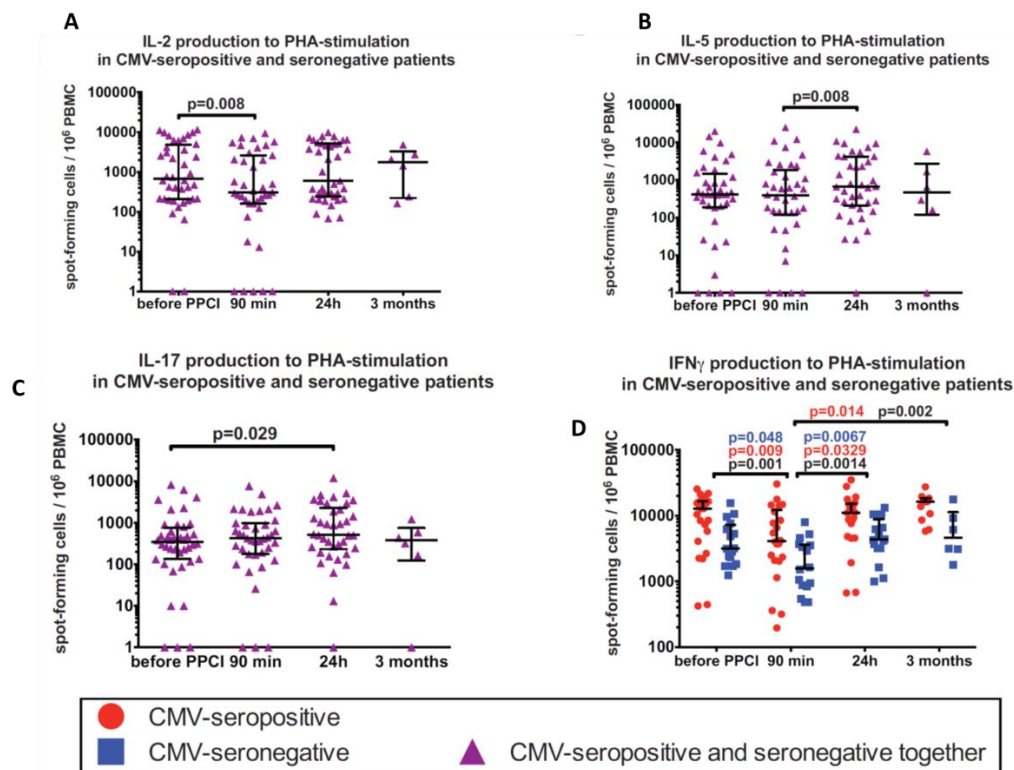 A
IL-2 production to PHA-stimulation
in CMV-seropositive and seronegative patients
spot-forming cells / 10⁶ PBMC
100000
10000
1000
100
10
1
p=0.008
before PPCI 90 min 24h 3 months
B
IL-5 production to PHA-stimulation
in CMV-seropositive and seronegative patients
spot-forming cells / 10⁶ PBMC
100000
10000
1000
100
10
1
p=0.008
before PPCI 90 min 24h 3 months
C
IL-17 production to PHA-stimulation
in CMV-seropositive and seronegative patients
spot-forming cells / 10⁶ PBMC
100000
10000
1000
100
10
1
p=0.029
before PPCI 90 min 24h 3 months
D
IFNγ production to PHA-stimulation
in CMV-seropositive and seronegative patients
spot-forming cells / 10⁶ PBMC
100000
10000
1000
100
p=0.014 p=0.002
p=0.048 p=0.0067
p=0.009 p=0.0329
p=0.001 p=0.0014
before PPCI 90 min 24h 3 months
CMV-seropositive
CMV-seronegative
CMV-seropositive and seronegative together